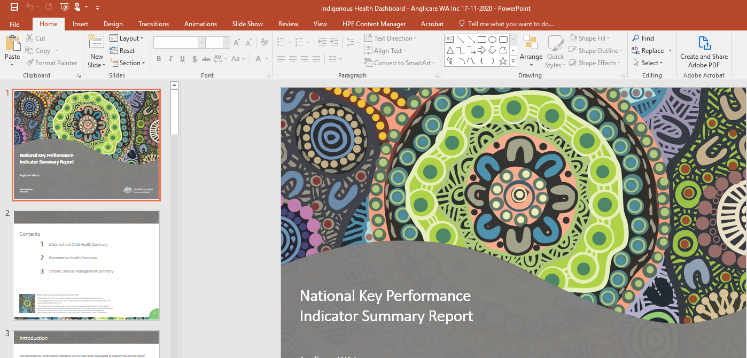 Indigenous Health Dashboard - Anglicare WA Inc 17-11-2020 - PowerPoint
File
Home
Insert
Design
Transitions
Animations
Slide Show
Review
View
HPE Content Manager
Acrobat
Tell me what you want to do...
Paste
Cut
Copy
Format Painter
Clipboard
New
Slide
Layout
Reset
Section
Slides
B I U S abc AV Aa A
Font
Text Direction
Align Text
Convert to SmartArt
Paragraph
Arrange
Quick
Styles
Shape Fill
Shape Outline
Shape Effects
Drawing
Find
Replace
Select
Editing
Create and Share
Adobe PDF
Adobe Acrobat
1
National Key Performance
Indicator Summary Report
2
Contents
1 Maternal and Child Health Summary
2 Preventative Health Summary
3 Chronic Disease Management Summary
3
Introduction
National Key Performance
Indicator Summary Report